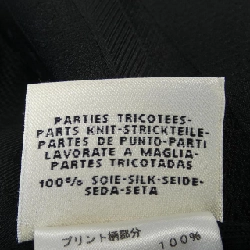 PARTIES TRICOTEES-
PARTS KNIT-STRICKTEILE-
PARTES DE PUNTO-PARTI
LAVORATE A MAGLIA-
PARTES TRICOTADAS
100% SOIE-SILK-SEIDE-
SEDA-SETA
プリント柄部分
100%